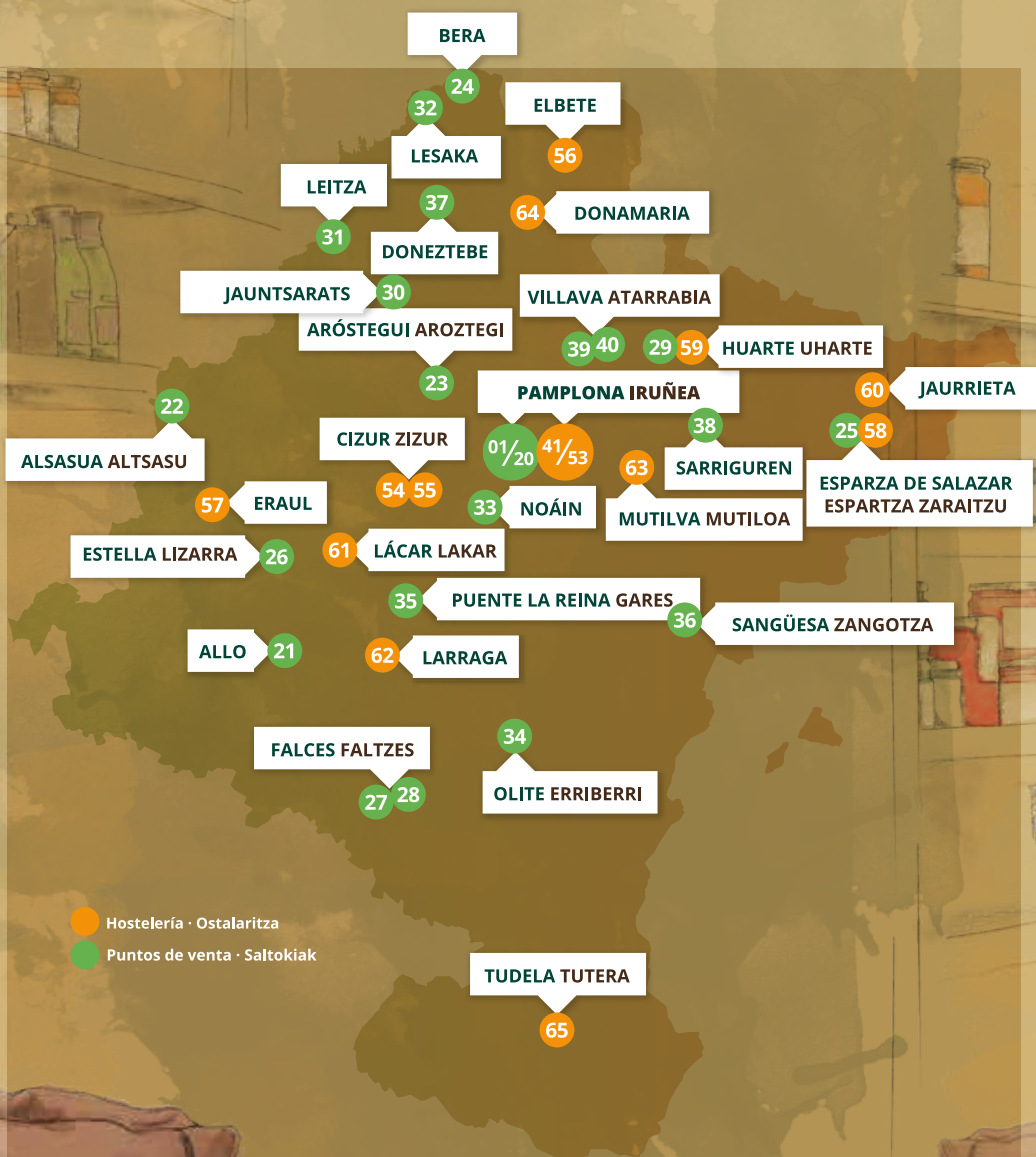 BERA
24
32
ELBETE
56
LESAKA
LEITZA
31
37
64 DONAMARIA
DONEZTEBE
JAUNTSARATS 30
VILLAVA ATARRABIA
39 40
ARÓSTEGUI AROZTEGI
23
29 59 HUARTE UHARTE
60 JAURRIETA
PAMPLONA IRUÑEA
01/20 41/53
22
ALSASUA ALTSASU
CIZUR ZIZUR
54 55
38
SARRIGUREN
25 58
ESPARZA DE SALAZAR
ESPARTZA ZARAITZU
63
MUTILVA MUTILOA
57 ERAUL
33 NOÁIN
ESTELLA LIZARRA 26
61 LÁCAR LAKAR
35 PUENTE LA REINA GARES
36 SANGÜESA ZANGOTZA
ALLO 21
62 LARRAGA
FALCES FALTZES
27 28
34
OLITE ERRIBERRI
Hostelería · Ostalaritza
Puntos de venta · Saltokiak
TUDELA TUTERA
65